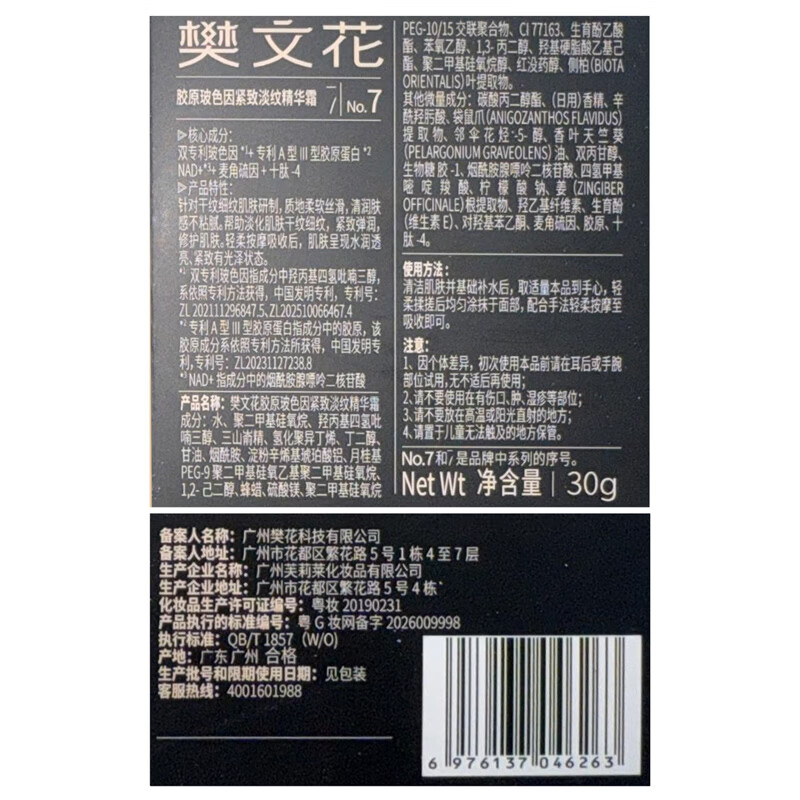 樊文花
胶原玻色因紧致淡纹精华霜 7 | No.7
▷核心成分：
双专利玻色因*¹+专利A型III型胶原蛋白*²
NAD+*³+麦角硫因+十肽-4
▷产品特性：
针对干纹细纹肌肤研制，质地柔软丝滑，清润肤
感不粘腻。帮助淡化肌肤干纹细纹，紧致弹润，
修护肌肤。轻柔按摩吸收后，肌肤呈现水润透
亮、紧致有光泽状态。
*¹ 双专利玻色因指成分中羟丙基四氢吡喃三醇，
系依照专利方法获得，中国发明专利，专利号：
ZL 202111296847.5、ZL202510066467.4
*² 专利A型III型胶原蛋白指成分中的胶原，该
胶原成分系依照专利方法所获得，中国发明专
利，专利号：ZL20231127238.8
*³ NAD+ 指成分中的烟酰胺腺嘌呤二核苷酸
产品名称：樊文花胶原玻色因紧致淡纹精华霜
成分：水、聚二甲基硅氧烷、羟丙基四氢吡
喃三醇、三山嵛精、氢化聚异丁烯、丁二醇、
甘油、烟酰胺、淀粉辛烯基琥珀酸铝、月桂基
PEG-9 聚二甲基硅氧乙基聚二甲基硅氧烷、
1,2-己二醇、蜂蜡、硫酸镁、聚二甲基硅氧烷
PEG-10/15 交联聚合物、CI 77163、生育酚乙酸
酯、苯氧乙醇、1,3-丙二醇、羟基硬脂酸乙基己
酯、聚二甲基硅氧烷醇、红没药醇、侧柏(BIOTA
ORIENTALIS)叶提取物。
其他微量成分：碳酸丙二醇酯、(日用)香精、辛
酰羟肟酸、袋鼠爪(ANIGOZANTHOS FLAVIDUS)
提取物、邻伞花烃-5-醇、香叶天竺葵
(PELARGONIUM GRAVEOLENS)油、双丙甘醇、
生物糖胶-1、烟酰胺腺嘌呤二核苷酸、四氢甲基
嘧啶羧酸、柠檬酸钠、姜(ZINGIBER
OFFICINALE)根提取物、羟乙基纤维素、生育酚
(维生素E)、对羟基苯乙酮、麦角硫因、胶原、十
肽-4。
使用方法：
清洁肌肤并基础补水后，取适量本品到手心，轻
柔揉搓后均匀涂抹于面部，配合手法轻柔按摩至
吸收即可。
注意：
1、因个体差异，初次使用本品前请在耳后或手腕
部位试用，无不适后再使用；
2、请不要使用在有伤口、肿、湿疹等部位；
3、请不要放在高温或阳光直射的地方；
4、请置于儿童无法触及的地方保管。
No.7和7是品牌中系列的序号。
Net Wt 净含量 | 30g
备案人名称：广州樊花科技有限公司
备案人地址：广州市花都区繁花路5号1栋4至7层
生产企业名称：广州芙莉莱化妆品有限公司
生产企业地址：广州市花都区繁花路5号4栋
化妆品生产许可证编号：粤妆 20190231
产品执行的标准编号：粤G妆网备字 2026009998
执行标准：QB/T 1857（W/O）
产地：广东广州 合格
生产批号和限期使用日期：见包装
客服热线：4001601988
6 976137 046263